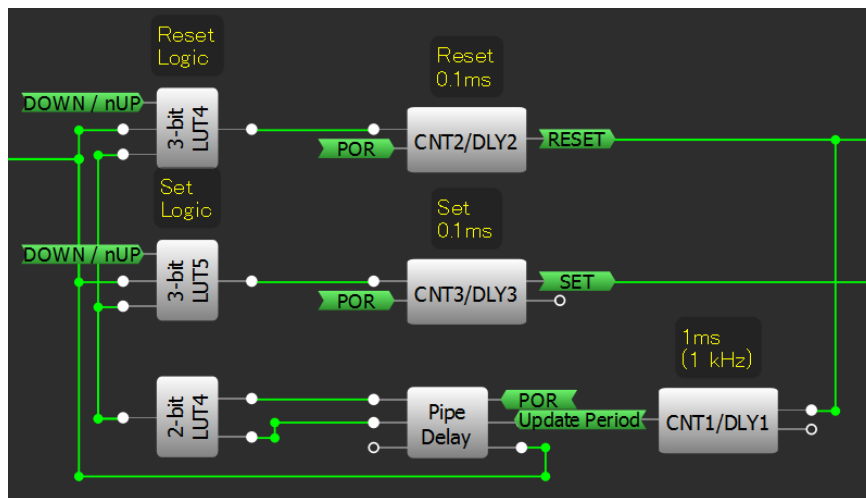 Reset
Logic
Reset
0.1ms
DOWN / nUP
3-bit
LUT4
POR
CNT2/DLY2
RESET
Set
Logic
Set
0.1ms
DOWN / nUP
3-bit
LUT5
POR
CNT3/DLY3
SET
1ms
(1 kHz)
2-bit
LUT4
Pipe
Delay
POR
Update Period
CNT1/DLY1